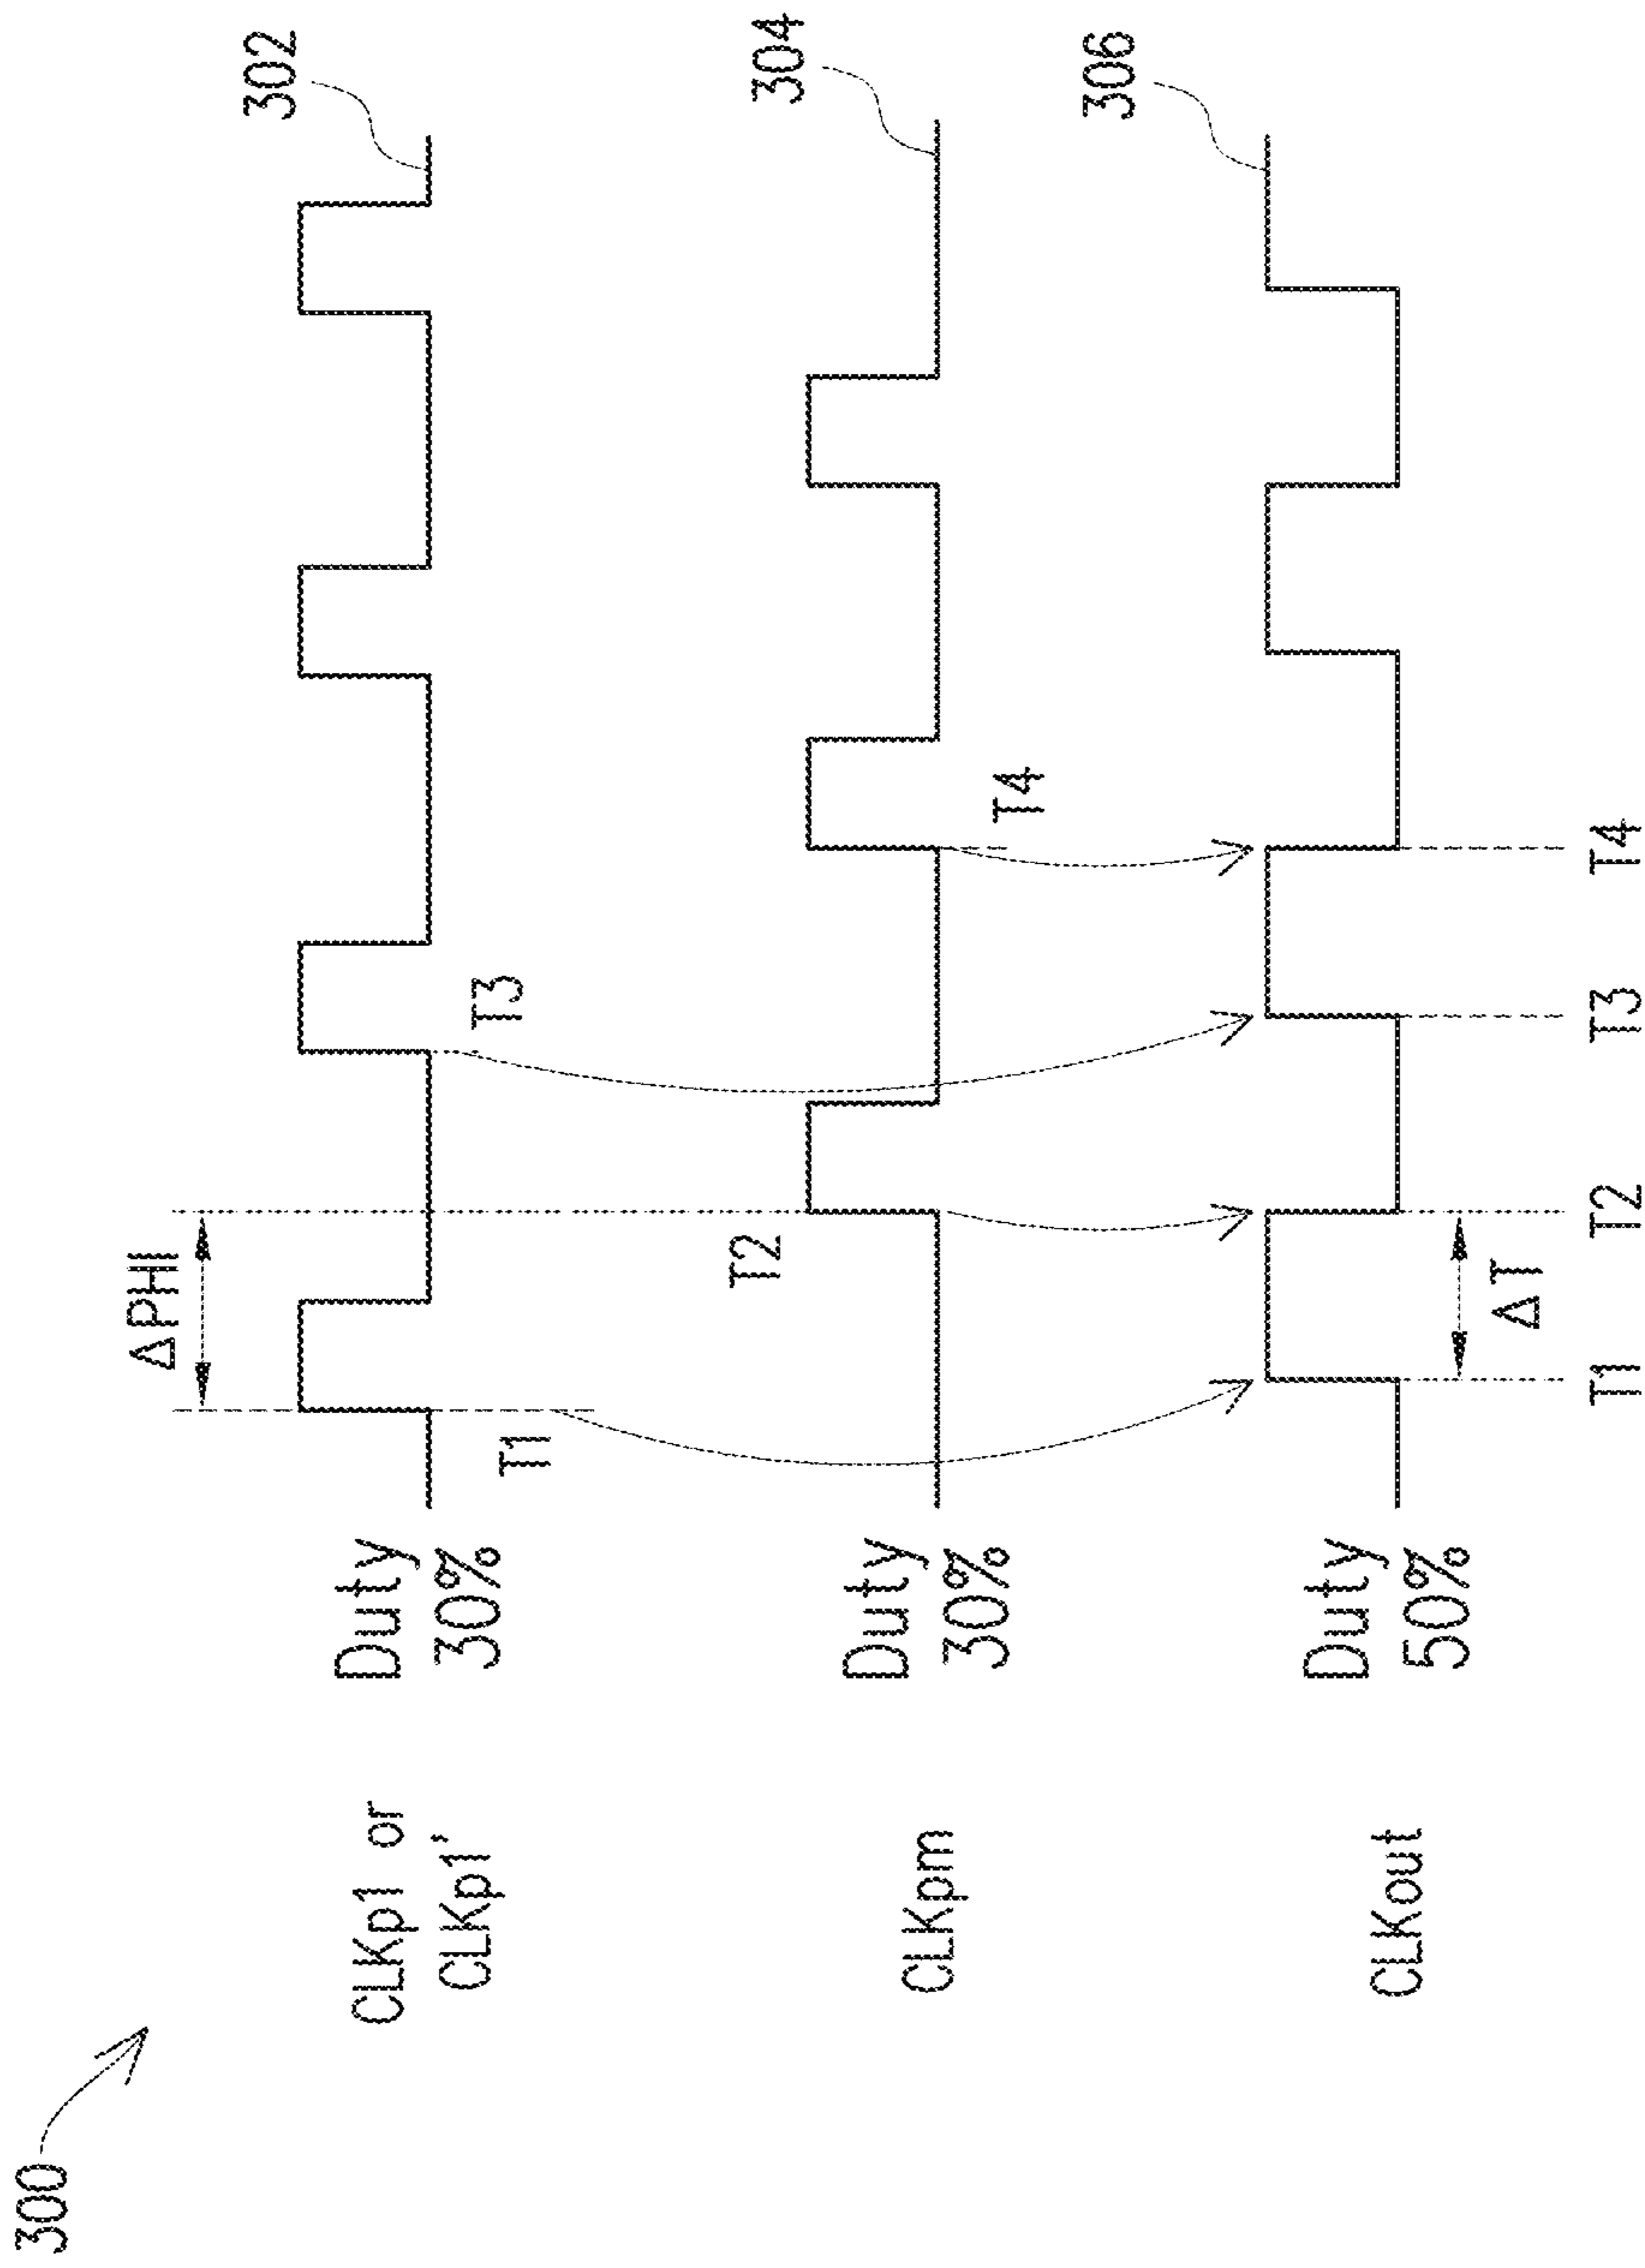 300
ΔPHI
302
CLKp1 or
CLKp1'
Duty
30%
T1
T3
304
CLKpm
Duty
30%
T2
T4
306
CLKout
Duty
50%
ΔT
T1
T2
T3
T4